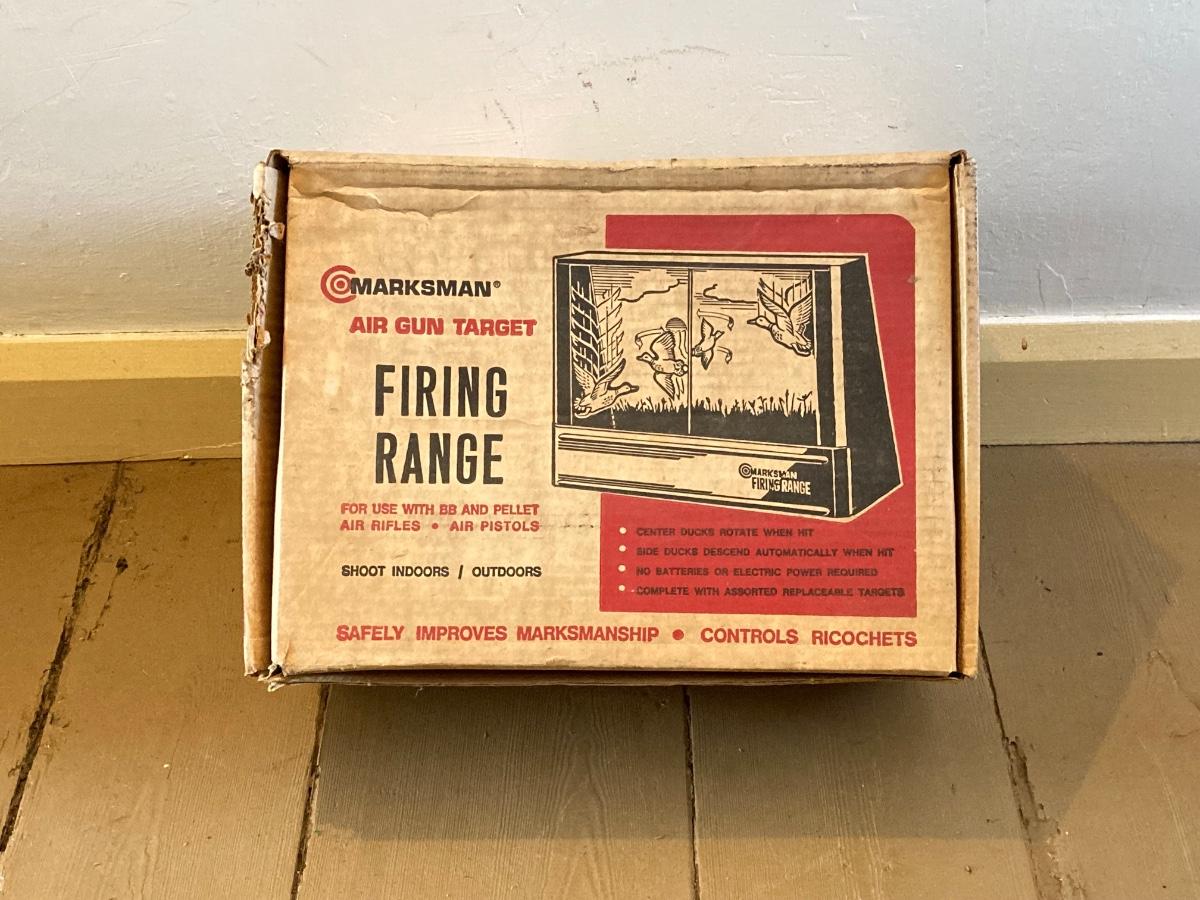 MARKSMAN®
AIR GUN TARGET
FIRING
RANGE
FOR USE WITH BB AND PELLET
AIR RIFLES • AIR PISTOLS
SHOOT INDOORS / OUTDOORS
MARKSMAN
FIRING RANGE
• CENTER DUCKS ROTATE WHEN HIT
• SIDE DUCKS DESCEND AUTOMATICALLY WHEN HIT
• NO BATTERIES OR ELECTRIC POWER REQUIRED
• COMPLETE WITH ASSORTED REPLACEABLE TARGETS
SAFELY IMPROVES MARKSMANSHIP • CONTROLS RICOCHETS